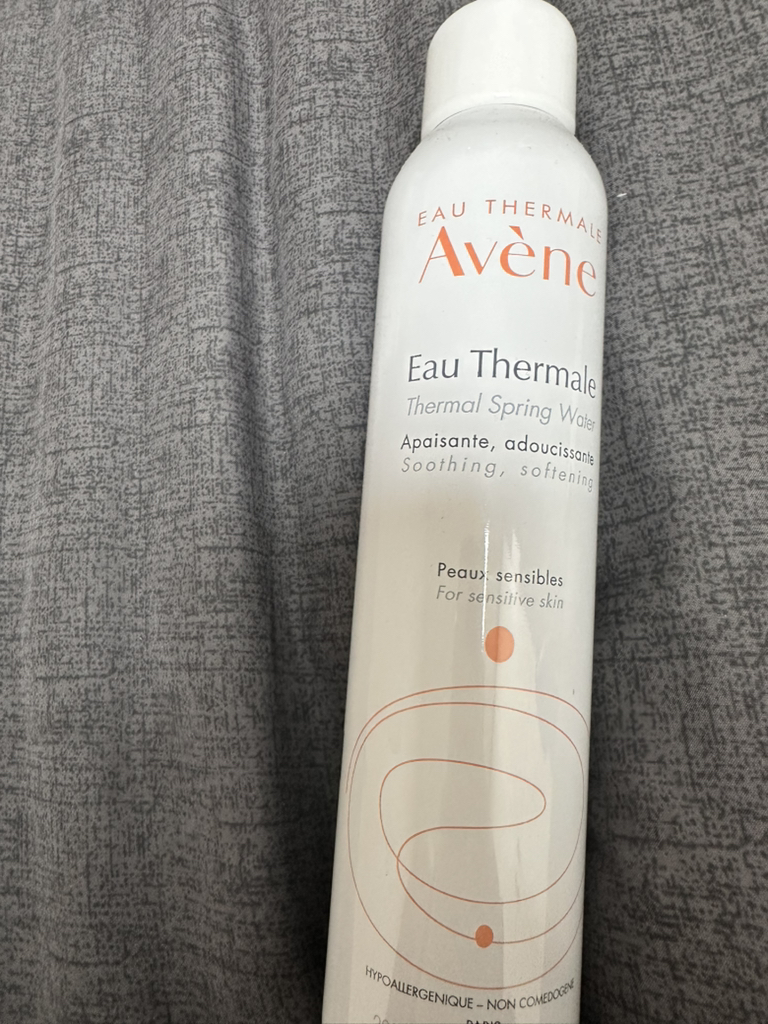 EAU THERMALE
Avène
Eau Thermale
Thermal Spring Water
Apaisante, adoucissante
Soothing, softening
Peaux sensibles
For sensitive skin
HYPOALLERGENIQUE – NON COMEDOGENE
PARIS